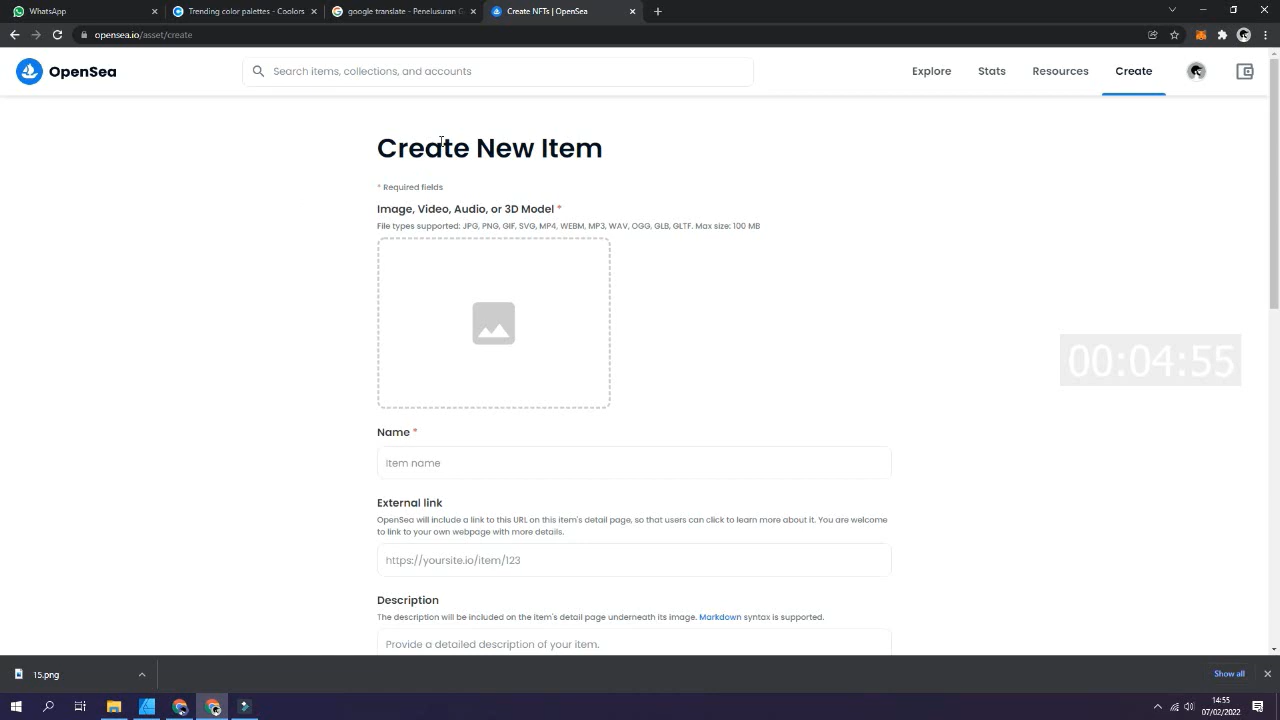 WhatsApp
Trending color palettes - Coolors
google translate - Penelusuran G
Create NFTs | OpenSea
opensea.io/asset/create
OpenSea
Search items, collections, and accounts
Explore
Stats
Resources
Create
Create New Item
* Required fields
Image, Video, Audio, or 3D Model *
File types supported: JPG, PNG, GIF, SVG, MP4, WEBM, MP3, WAV, OGG, GLB, GLTF. Max size: 100 MB
00:04:55
Name *
Item name
External link
OpenSea will include a link to this URL on this item's detail page, so that users can click to learn more about it. You are welcome
to link to your own webpage with more details.
https://yoursite.io/item/123
Description
The description will be included on the item's detail page underneath its image. Markdown syntax is supported.
Provide a detailed description of your item.
15.png
Show all
14:55
07/02/2022